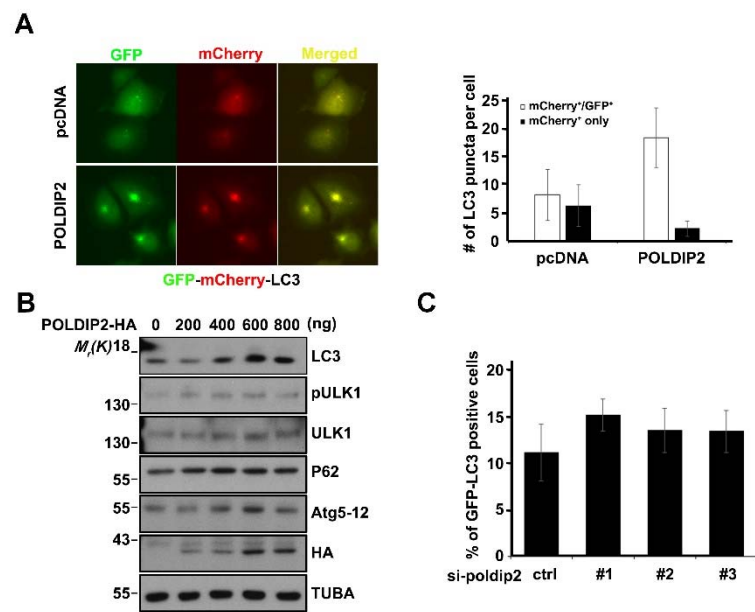 A
GFP mCherry Merged
pcDNA
POLDIP2
GFP-mCherry-LC3
# of LC3 puncta per cell
25
20
15
10
5
0
mCherry⁺/GFP⁺
mCherry⁺ only
pcDNA POLDIP2
B
POLDIP2-HA 0 200 400 600 800 (ng)
Mr(K)18
LC3
pULK1
130
ULK1
130
P62
55
Atg5-12
55
43
HA
55 TUBA
C
% of GFP-LC3 positive cells
20
15
10
5
0
si-poldip2 ctrl #1 #2 #3